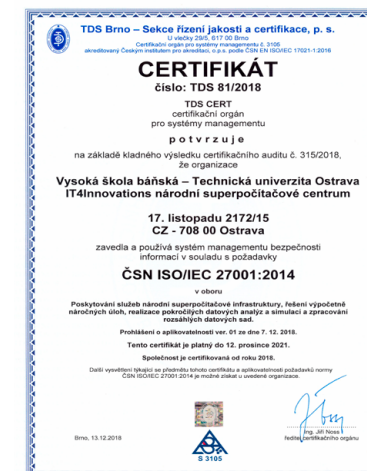 TDS Brno – Sekce řízení jakosti a certifikace, p. s.
U vlečky 29/5, 617 00 Brno
Certifikační orgán pro systémy managementu č. 3105
akreditovaný Českým institutem pro akreditaci, o.p.s. podle ČSN EN ISO/IEC 17021-1:2016
CERTIFIKÁT
číslo: TDS 81/2018
TDS CERT
certifikační orgán
pro systémy managementu
potvrzuje
na základě kladného výsledku certifikačního auditu č. 315/2018,
že organizace
Vysoká škola báňská – Technická univerzita Ostrava
IT4Innovations národní superpočítačové centrum
17. listopadu 2172/15
CZ - 708 00 Ostrava
zavedla a používá systém managementu bezpečnosti
informací v souladu s požadavky
ČSN ISO/IEC 27001:2014
v oboru
Poskytování služeb národní superpočítačové infrastruktury, řešení výpočetně
náročných úloh, realizace pokročilých datových analýz a simulací a zpracování
rozsáhlých datových sad.
Prohlášení o aplikovatelnosti ver. 01 ze dne 7. 12. 2018.
Tento certifikát je platný do 12. prosince 2021.
Společnost je certifikovaná od roku 2018.
Další vysvětlení týkající se předmětu tohoto certifikátu a aplikovatelnosti požadavků normy
ČSN ISO/IEC 27001:2014 je možné získat u uvedené organizace.
Brno, 13.12.2018
Ing. Jiří Nosek
ředitel certifikačního orgánu
S 3105